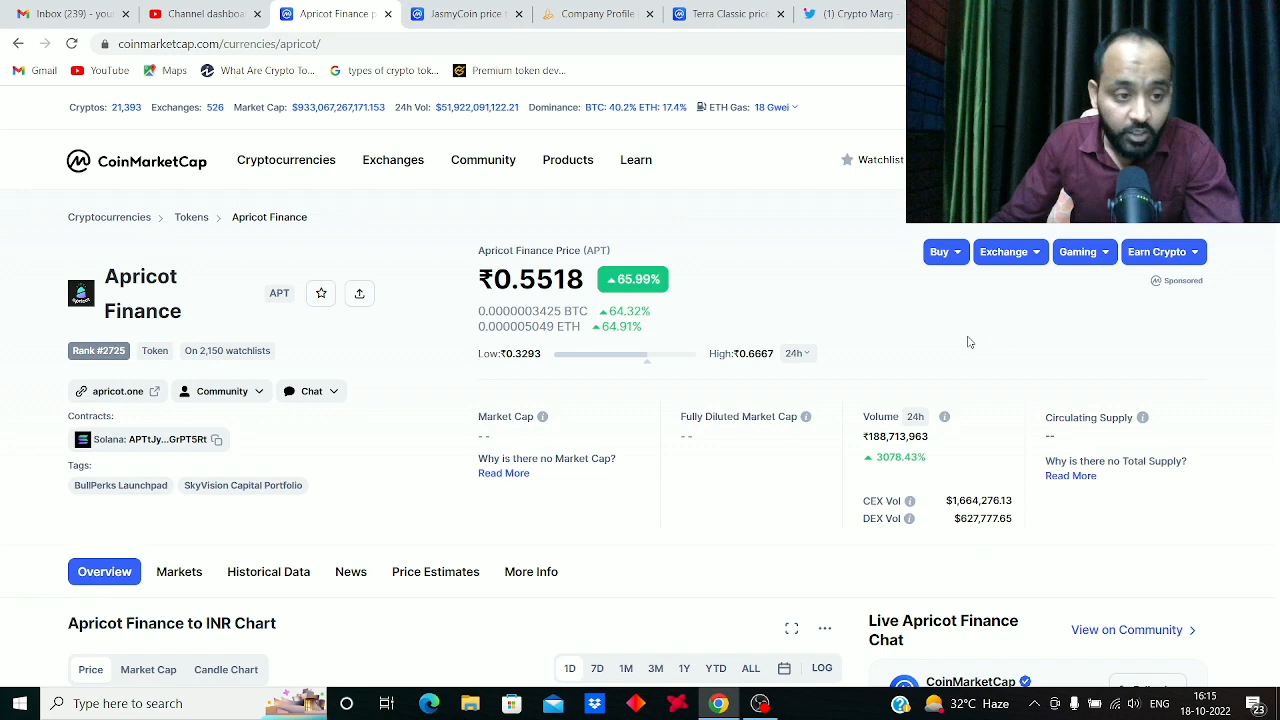 Gmail (239)
Channel dashboard
Apricot Finance p
JasmyCoin price t
Company Profile
Terra Classic price
(1) Crypto Marg
coinmarketcap.com/currencies/apricot/
Gmail YouTube Maps What Are Crypto To... types of crypto tok... Premium token dev...
Cryptos: 21,393 Exchanges: 526 Market Cap: $933,067,267,171.153 24h Vol: $51,922,091,122.21 Dominance: BTC: 40.2% ETH: 17.4% ETH Gas: 18 Gwei
CoinMarketCap Cryptocurrencies Exchanges Community Products Learn Watchlist
Cryptocurrencies Tokens Apricot Finance
Apricot
Finance
APT
Rank #2725 Token On 2,150 watchlists
apricot.one Community Chat
Contracts:
Solana: APTtJy...GrPT5Rt
Tags:
BullPerks Launchpad SkyVision Capital Portfolio
Apricot Finance Price (APT)
₹0.5518 65.99%
0.0000003425 BTC 64.32%
0.000005049 ETH 64.91%
Low:₹0.3293 High:₹0.6667 24h
Buy Exchange Gaming Earn Crypto
Sponsored
Market Cap
- -
Why is there no Market Cap?
Read More
Fully Diluted Market Cap
- -
Volume 24h
₹188,713,963
3078.43%
CEX Vol $1,664,276.13
DEX Vol $627,777.65
Circulating Supply
--
Why is there no Total Supply?
Read More
Overview Markets Historical Data News Price Estimates More Info
Apricot Finance to INR Chart
Price Market Cap Candle Chart
1D 7D 1M 3M 1Y YTD ALL LOG
Live Apricot Finance
Chat
View on Community
CoinMarketCap
Type here to search
32°C Haze
16:15
18-10-2022
23